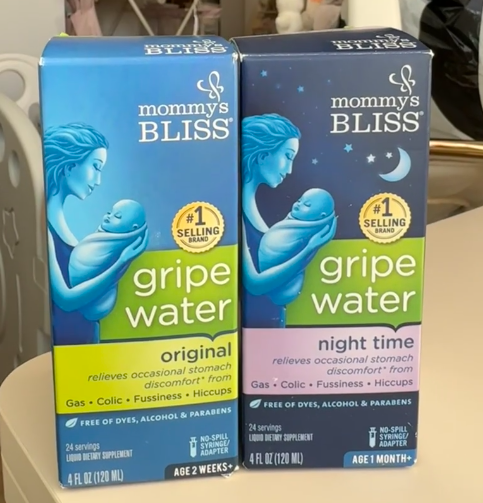 mommy's
BLISS®
mommy's
BLISS
#1
SELLING
BRAND
gripe
water
original
relieves occasional stomach
discomfort* from
Gas • Colic • Fussiness • Hiccups
FREE OF DYES, ALCOHOL & PARABENS
24 servings
LIQUID DIETARY SUPPLEMENT
NO-SPILL
SYRINGE/
ADAPTER
4 FL OZ (120 ML)
AGE 2 WEEKS+
mommy's
BLISS
mommy's
BLISS®
#1
SELLING
BRAND
gripe
water
night time
relieves occasional stomach
discomfort* from
Gas • Colic • Fussiness • Hiccups
FREE OF DYES, ALCOHOL & PARABENS
24 servings
LIQUID DIETARY SUPPLEMENT
NO-SPILL
SYRINGE/
ADAPTER
4 FL OZ (120 ML)
AGE 1 MONTH+